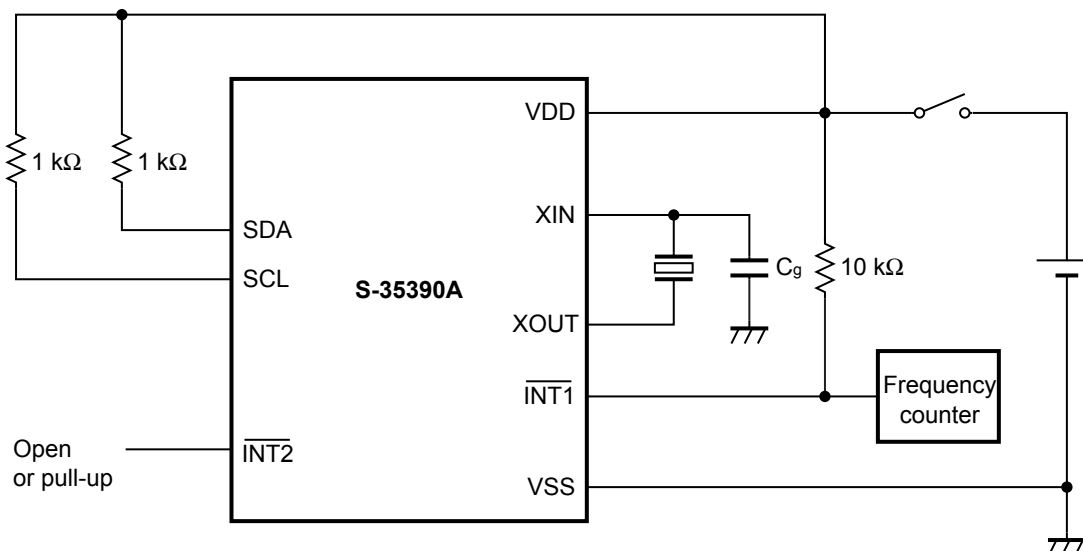 VDD
1 kΩ
1 kΩ
XIN
SDA
Cg
10 kΩ
SCL
S-35390A
XOUT
INT1
Frequency
counter
Open
or pull-up
INT2
VSS